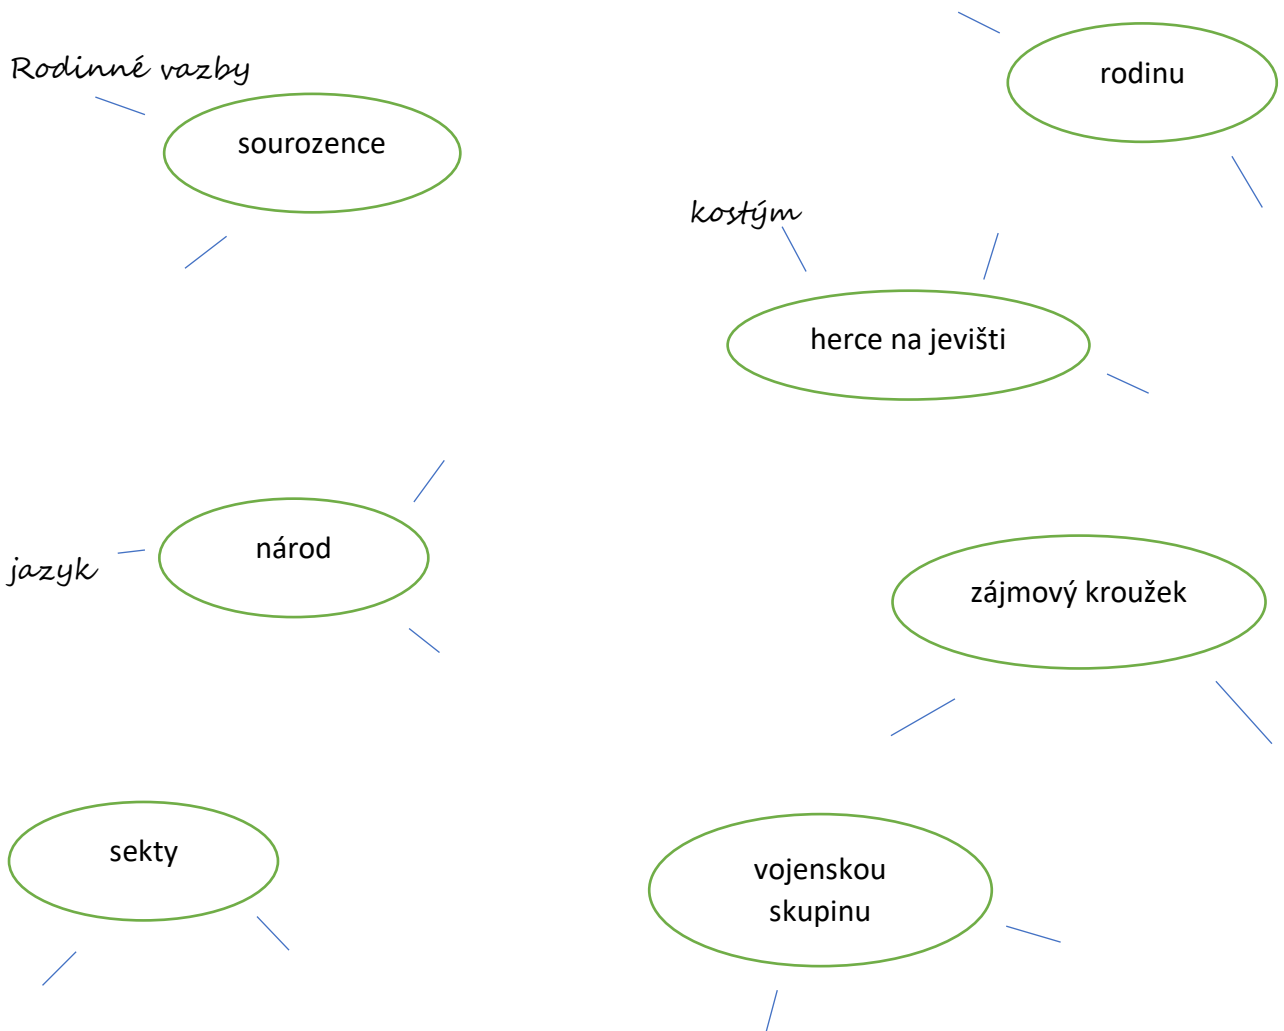 Rodinné vazby
sourozence
rodinu
kostým
herce na jevišti
jazyk
národ
zájmový kroužek
sekty
vojenskou
skupinu